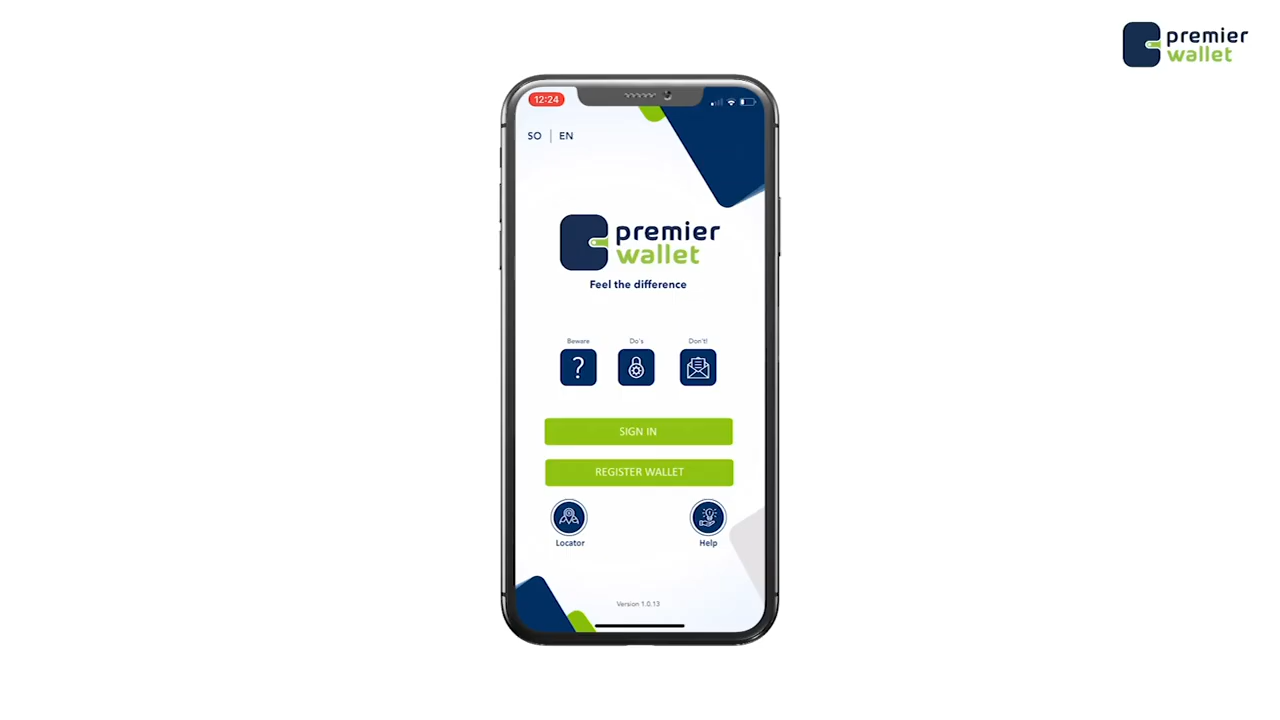 premier
wallet
12:24
SO | EN
premier
wallet
Feel the difference
Beware
Do's
Don't!
?
SIGN IN
REGISTER WALLET
Locator
Help
Version 1.0.13